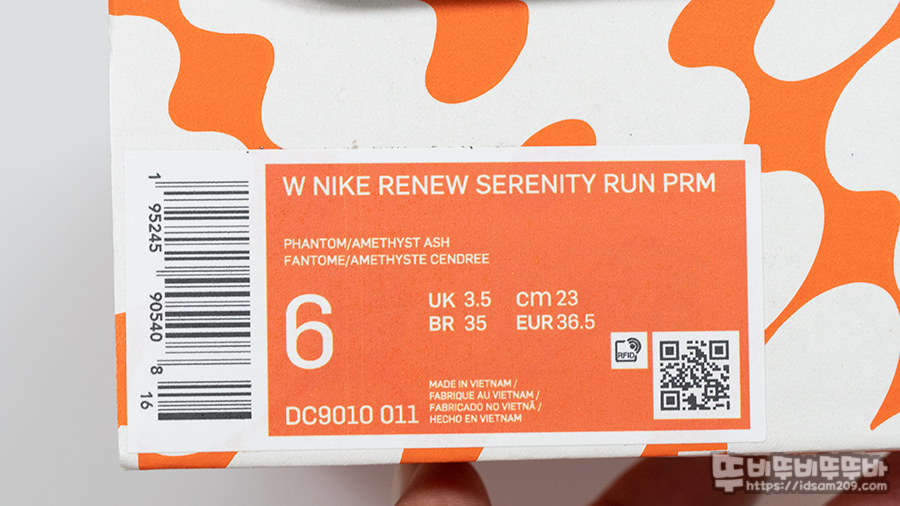 W NIKE RENEW SERENITY RUN PRM
PHANTOM/AMETHYST ASH
FANTOME/AMETHYSTE CENDREE
6
UK 3.5 cm 23
BR 35 EUR 36.5
RFID
MADE IN VIETNAM /
FABRIQUE AU VIETNAM /
FABRICADO NO VIETNÃ /
HECHO EN VIETNAM
DC9010 011
1 95245 90540 8 16
뚜비뚜비뚜뚜바
https://idsam209.com/